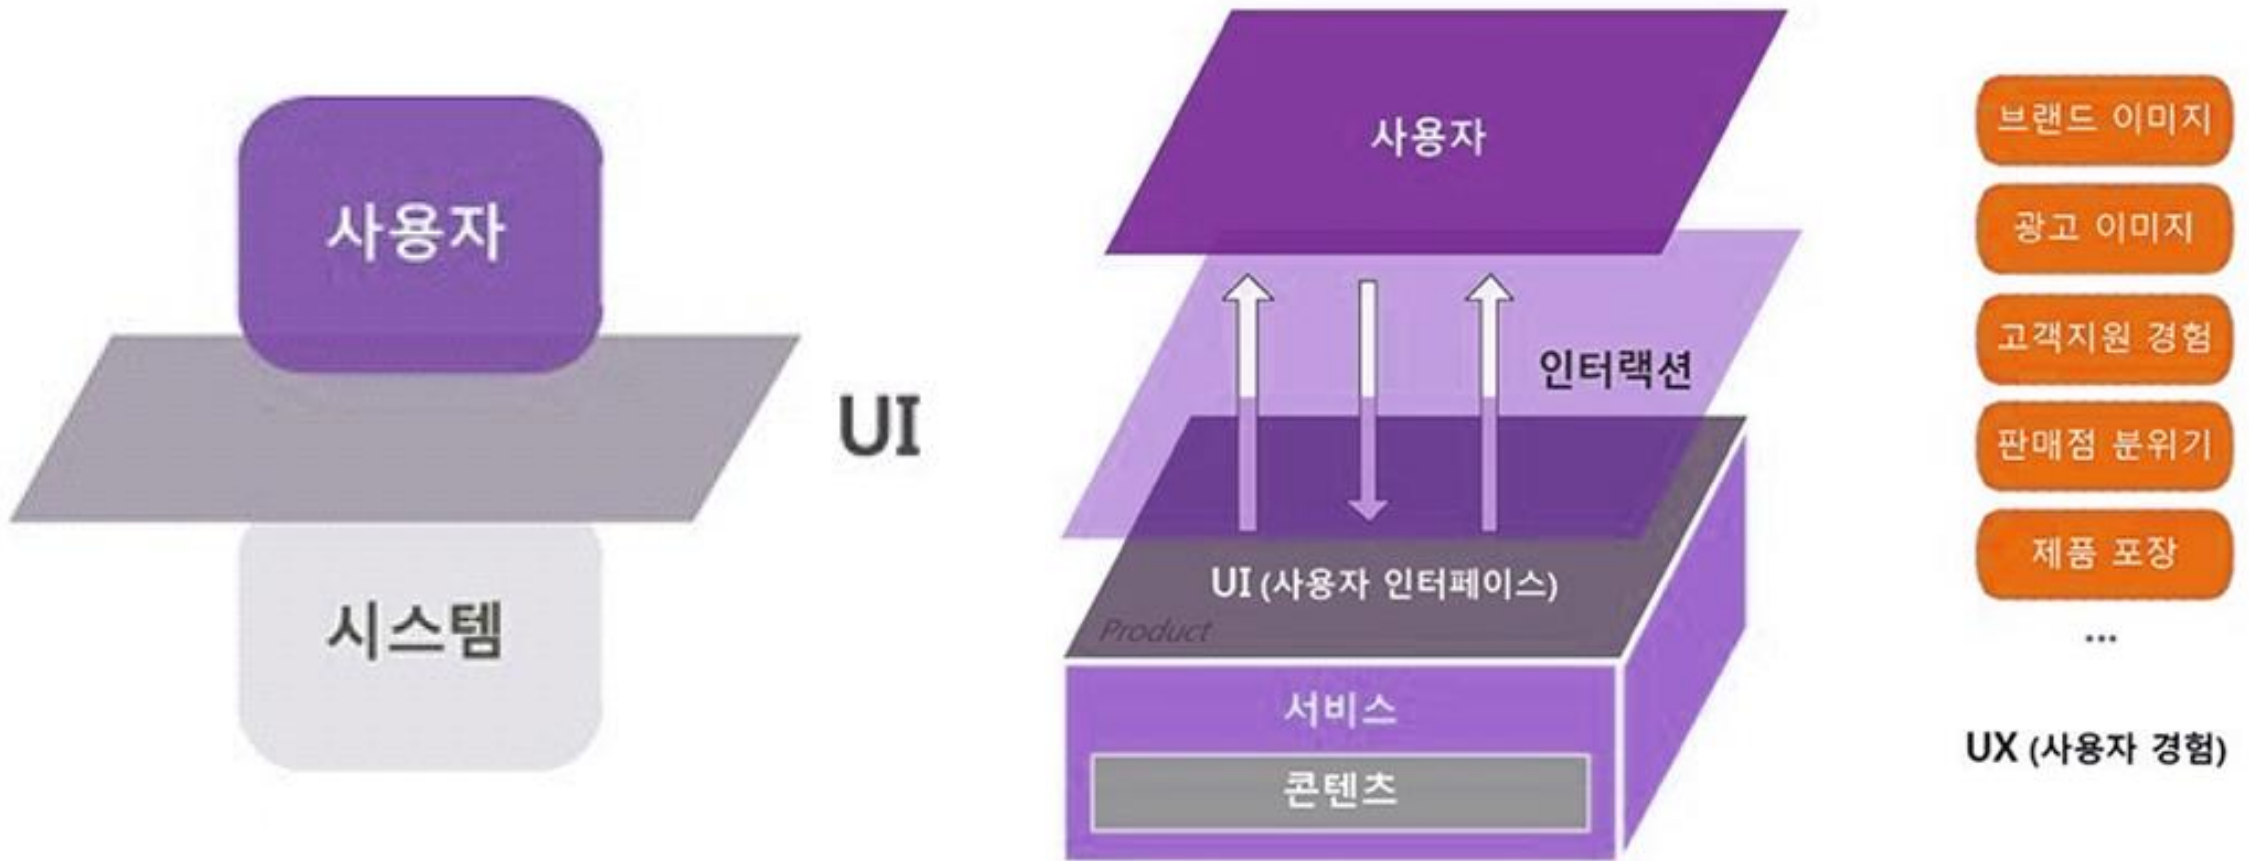 사용자
UI
시스템
사용자
인터랙션
UI (사용자 인터페이스)
Product
서비스
콘텐츠
브랜드 이미지
광고 이미지
고객지원 경험
판매점 분위기
제품 포장
...
UX (사용자 경험)